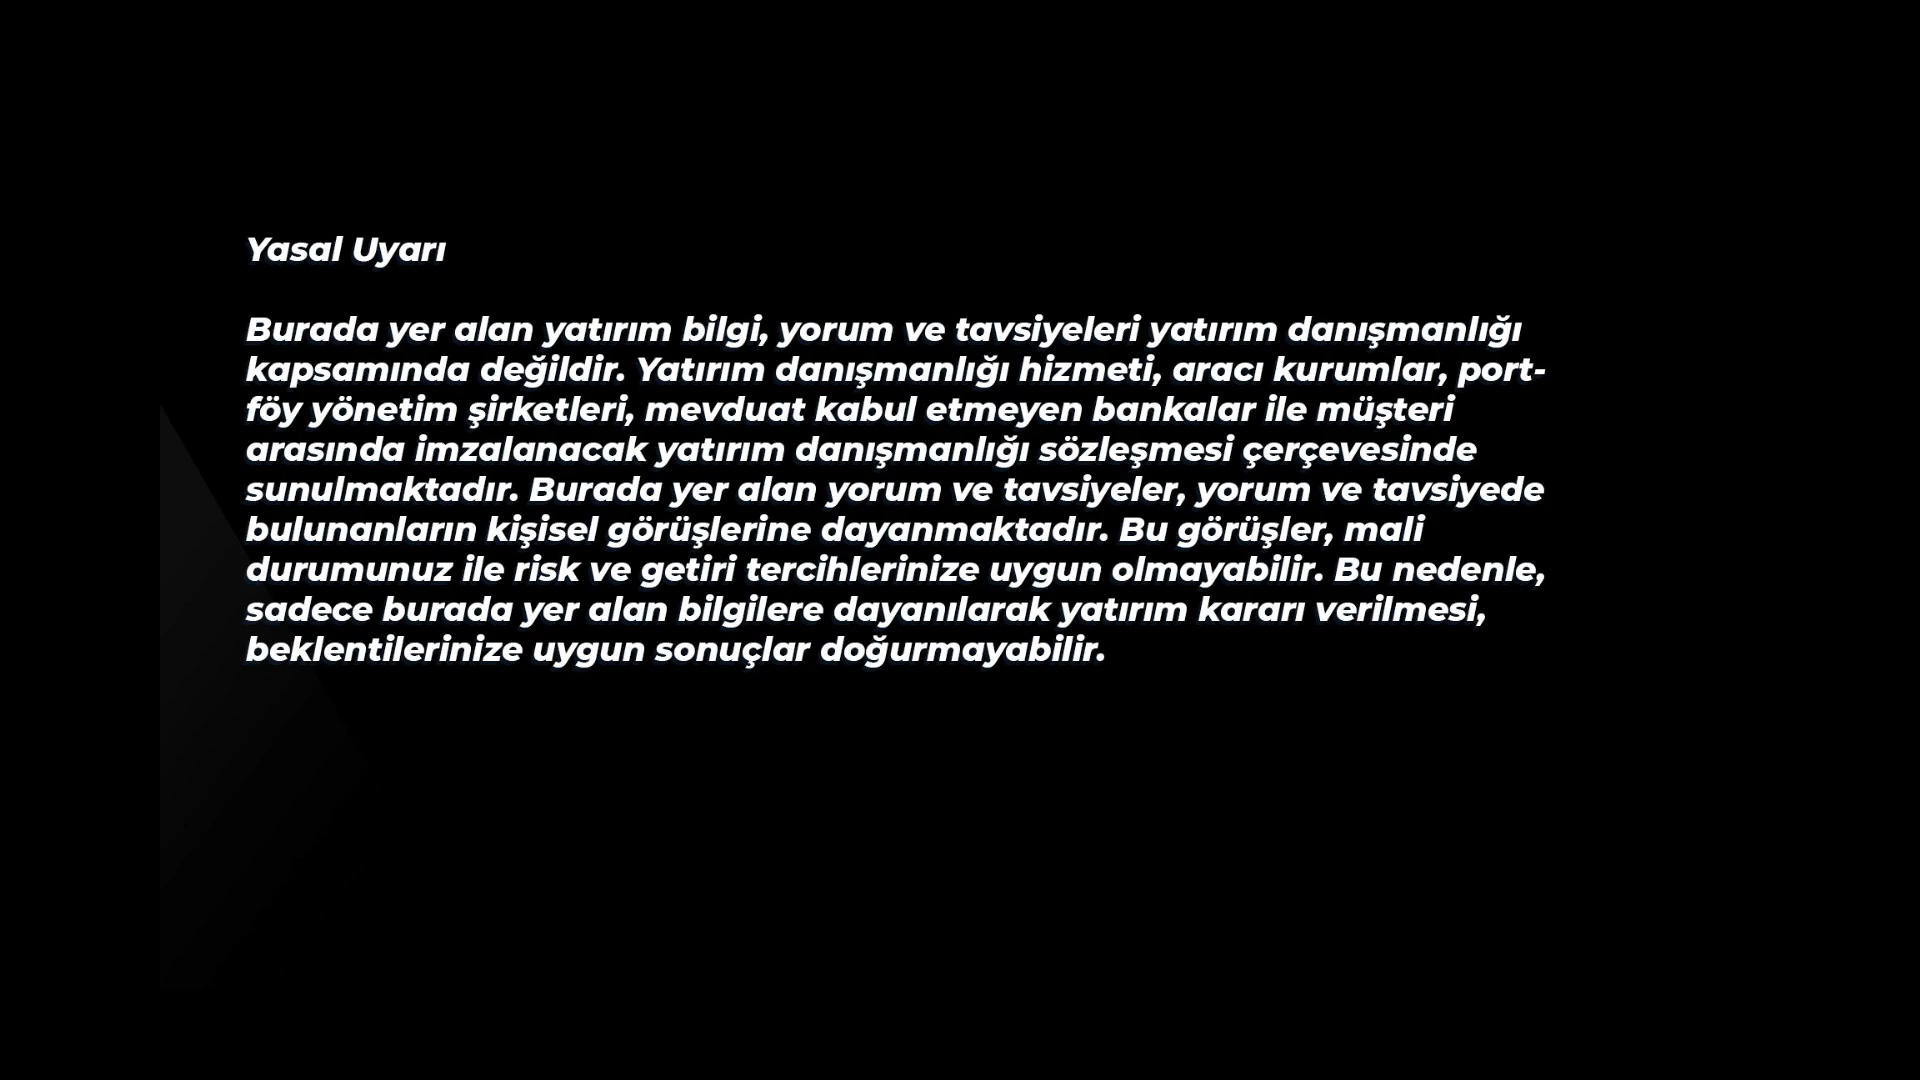 Yasal Uyarı
Burada yer alan yatırım bilgi, yorum ve tavsiyeleri yatırım danışmanlığı
kapsamında değildir. Yatırım danışmanlığı hizmeti, aracı kurumlar, port-
föy yönetim şirketleri, mevduat kabul etmeyen bankalar ile müşteri
arasında imzalanacak yatırım danışmanlığı sözleşmesi çerçevesinde
sunulmaktadır. Burada yer alan yorum ve tavsiyeler, yorum ve tavsiyede
bulunanların kişisel görüşlerine dayanmaktadır. Bu görüşler, mali
durumunuz ile risk ve getiri tercihlerinize uygun olmayabilir. Bu nedenle,
sadece burada yer alan bilgilere dayanılarak yatırım kararı verilmesi,
beklentilerinize uygun sonuçlar doğurmayabilir.